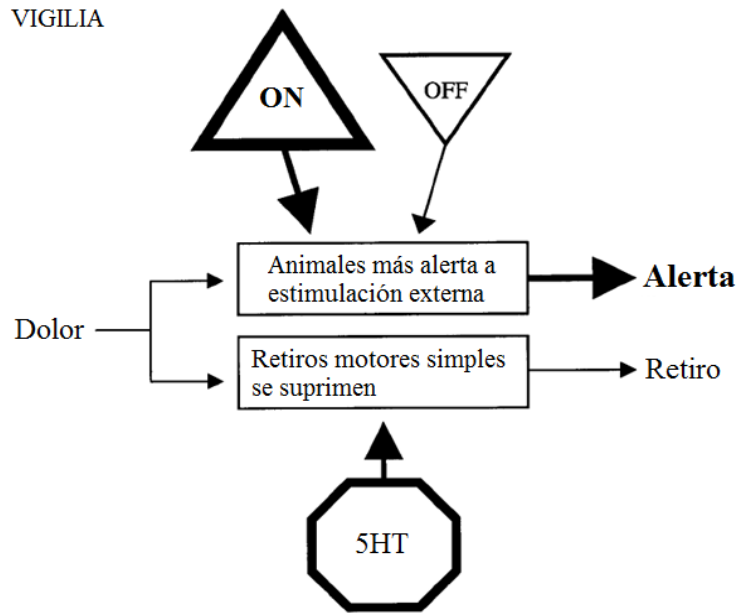 VIGILIA
ON
OFF
Animales más alerta a
estimulación externa
Alerta
Dolor
Retiros motores simples
se suprimen
Retiro
5HT